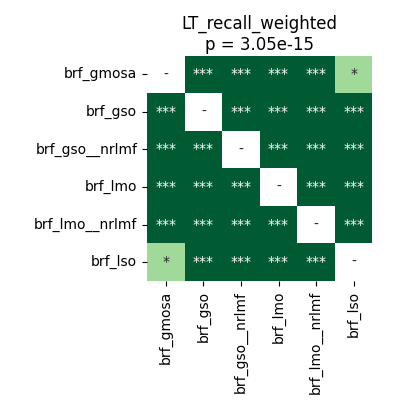 LT_recall_weighted
p = 3.05e-15
brf_gmosa - *** *** *** *** *
brf_gso *** - *** *** *** ***
brf_gso__nrlmf *** *** - *** *** ***
brf_lmo *** *** *** - *** ***
brf_lmo__nrlmf *** *** *** *** - ***
brf_lso * *** *** *** *** -
brf_gmosa
brf_gso
brf_gso__nrlmf
brf_lmo
brf_lmo__nrlmf
brf_lso